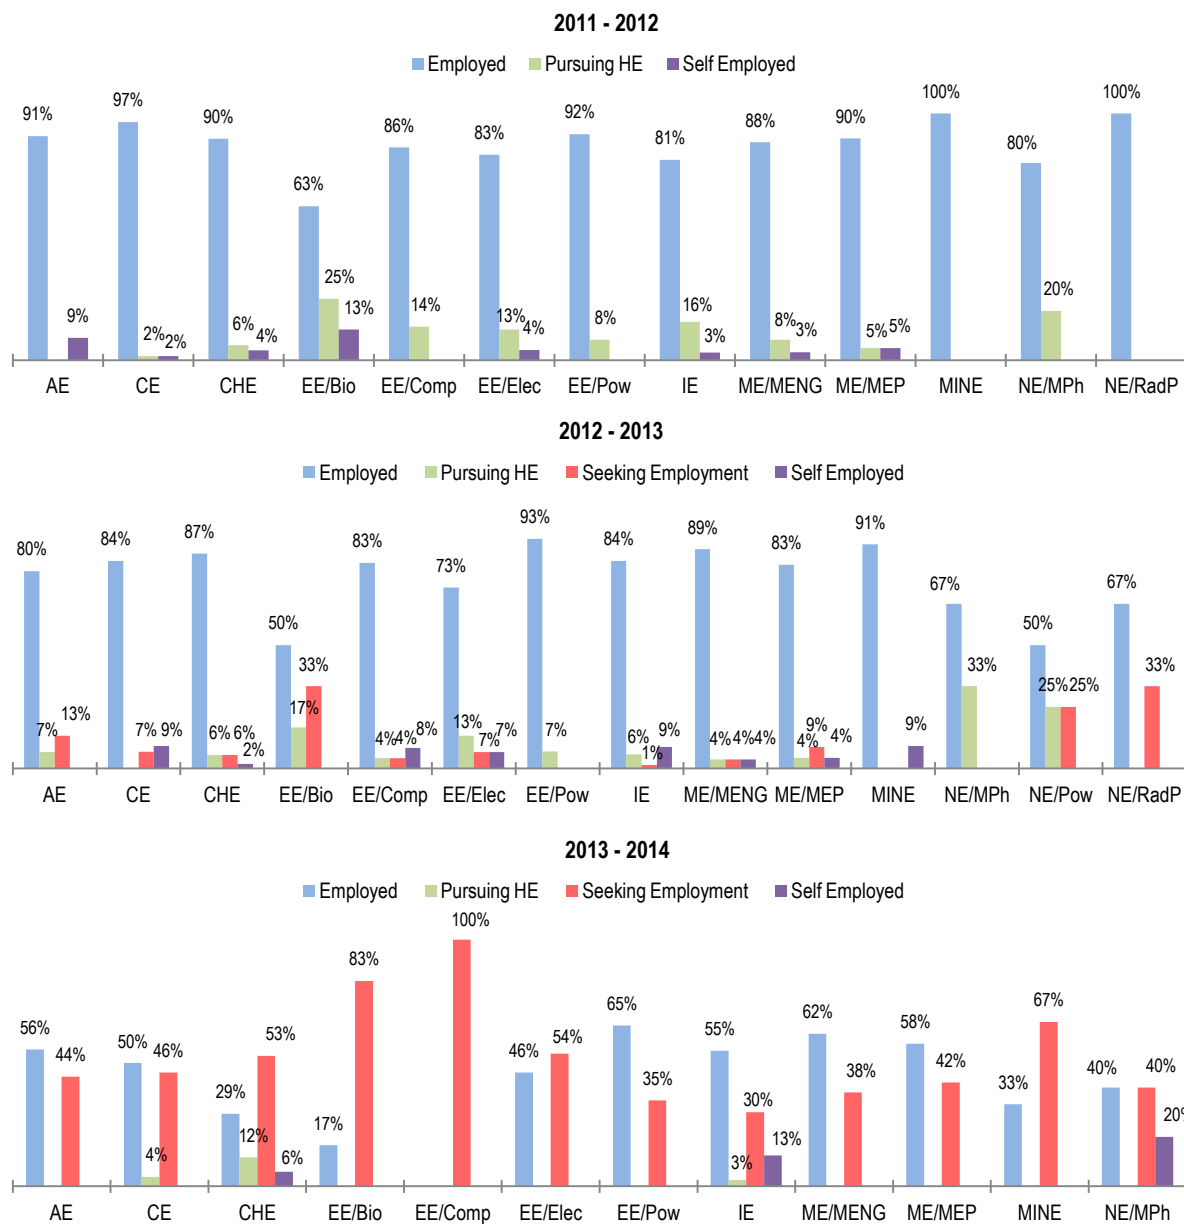 2011 - 2012
Employed Pursuing HE Self Employed
91% 97% 90% 63% 86% 83% 92% 81% 88% 90% 100% 80% 100%
9% 2% 2% 6% 4% 25% 13% 14% 13% 4% 8% 16% 3% 8% 3% 5% 5% 20%
AE CE CHE EE/Bio EE/Comp EE/Elec EE/Pow IE ME/MENG ME/MEP MINE NE/MPh NE/RadP
2012 - 2013
Employed Pursuing HE Seeking Employment Self Employed
80% 84% 87% 50% 83% 73% 93% 84% 89% 83% 91% 67% 50% 67%
7% 13% 7% 9% 6% 6% 2% 17% 33% 4% 4% 8% 13% 7% 7% 7% 6% 1% 9% 4% 4% 4% 4% 9% 4% 9% 33% 25% 25% 33%
AE CE CHE EE/Bio EE/Comp EE/Elec EE/Pow IE ME/MENG ME/MEP MINE NE/MPh NE/Pow NE/RadP
2013 - 2014
Employed Pursuing HE Seeking Employment Self Employed
56% 44% 50% 4% 46% 29% 12% 53% 6% 17% 83% 100% 46% 54% 65% 35% 55% 3% 30% 13% 62% 38% 58% 42% 33% 67% 40% 40% 20%
AE CE CHE EE/Bio EE/Comp EE/Elec EE/Pow IE ME/MENG ME/MEP MINE NE/MPh